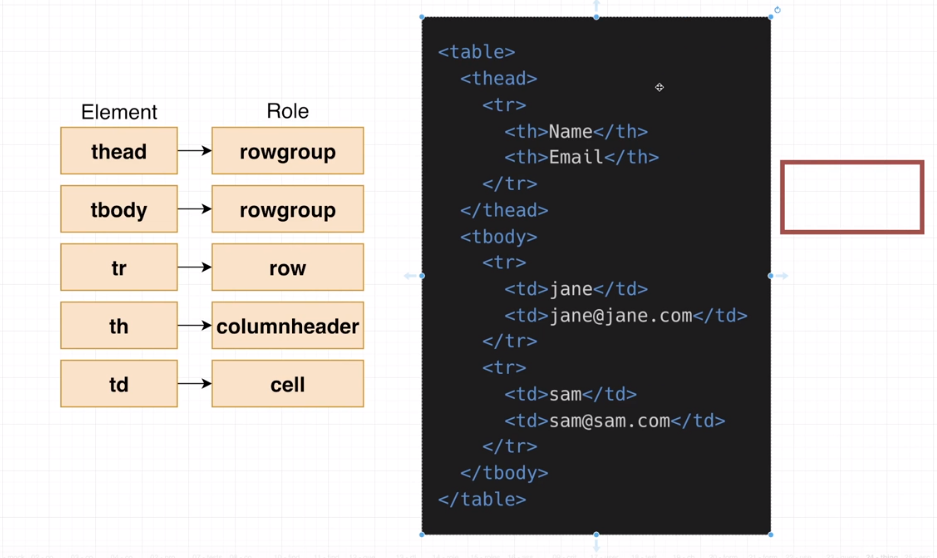 Element Role
thead rowgroup
tbody rowgroup
tr row
th columnheader
td cell
<table>
<thead>
<tr>
<th>Name</th>
<th>Email</th>
</tr>
</thead>
<tbody>
<tr>
<td>jane</td>
<td>jane@jane.com</td>
</tr>
<tr>
<td>sam</td>
<td>sam@sam.com</td>
</tr>
</tbody>
</table>